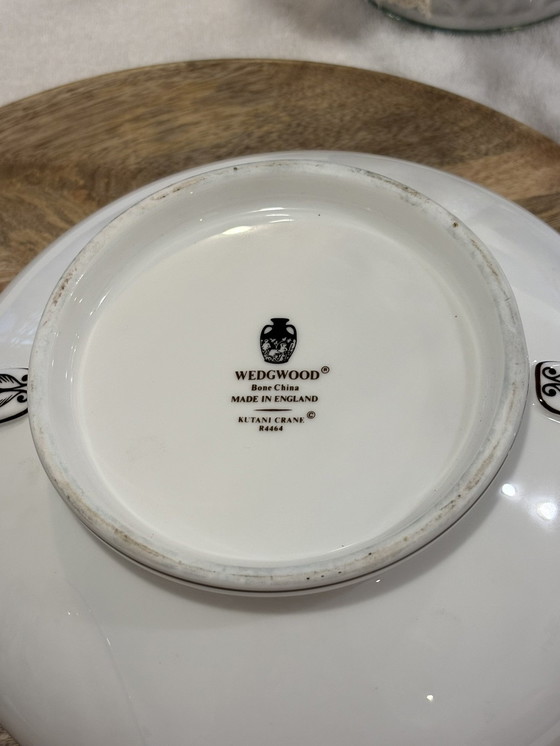 WEDGWOOD®
Bone China
MADE IN ENGLAND
KUTANI CRANE©
R4464